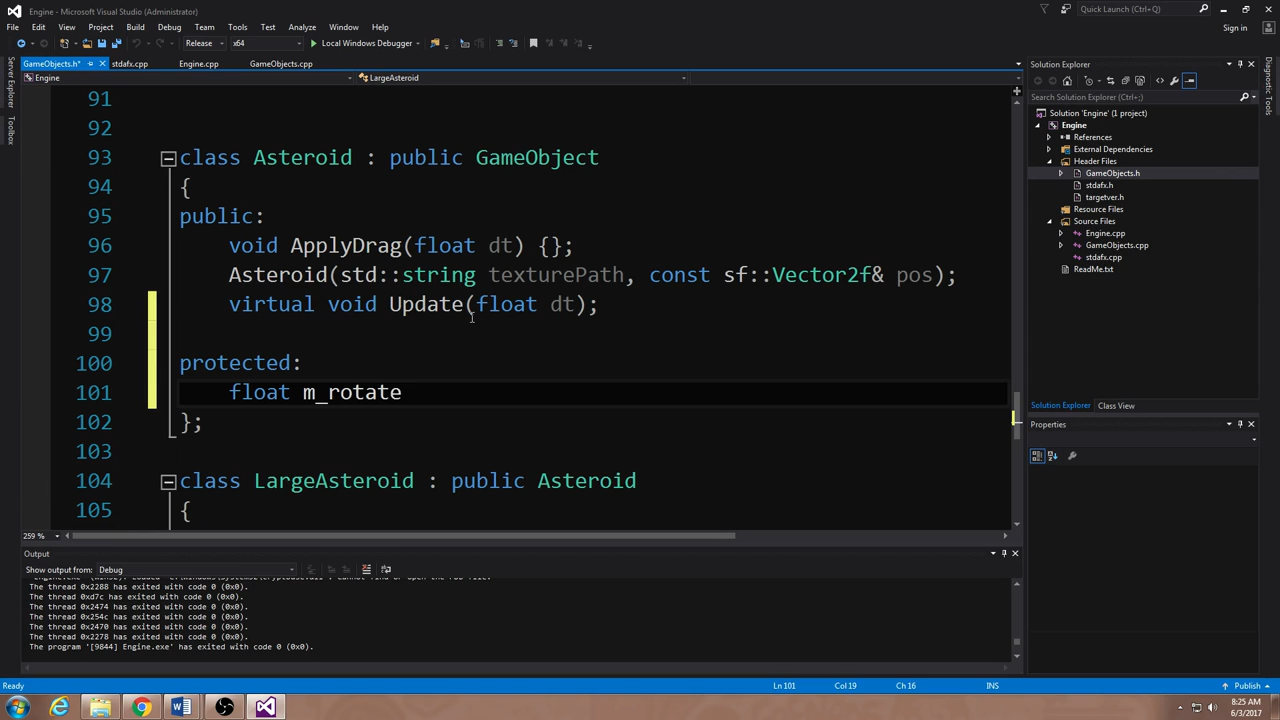 Engine - Microsoft Visual Studio (Administrator)
Quick Launch (Ctrl+Q)
File Edit View Project Build Debug Team Tools Test Analyze Window Help
Sign in
Release x64 Local Windows Debugger
GameObjects.h* stdafx.cpp Engine.cpp GameObjects.cpp
Engine LargeAsteroid
Server Explorer
Toolbox
91
92
93 class Asteroid : public GameObject
94 {
95 public:
96 void ApplyDrag(float dt) {};
97 Asteroid(std::string texturePath, const sf::Vector2f& pos);
98 virtual void Update(float dt);
99
100 protected:
101 float m_rotate
102 };
103
104 class LargeAsteroid : public Asteroid
105 {
259 %
Solution Explorer
Search Solution Explorer (Ctrl+;)
Solution 'Engine' (1 project)
Engine
References
External Dependencies
Header Files
GameObjects.h
stdafx.h
targetver.h
Resource Files
Source Files
Engine.cpp
GameObjects.cpp
stdafx.cpp
ReadMe.txt
Solution Explorer Class View
Properties
Diagnostic Tools
Output
Show output from: Debug
The thread 0x2288 has exited with code 0 (0x0).
The thread 0xd7c has exited with code 0 (0x0).
The thread 0x2474 has exited with code 0 (0x0).
The thread 0x254c has exited with code 0 (0x0).
The thread 0x2470 has exited with code 0 (0x0).
The thread 0x2278 has exited with code 0 (0x0).
The program '[9844] Engine.exe' has exited with code 0 (0x0).
Ready Ln 101 Col 19 Ch 16 INS Publish
8:25 AM
6/2/2017